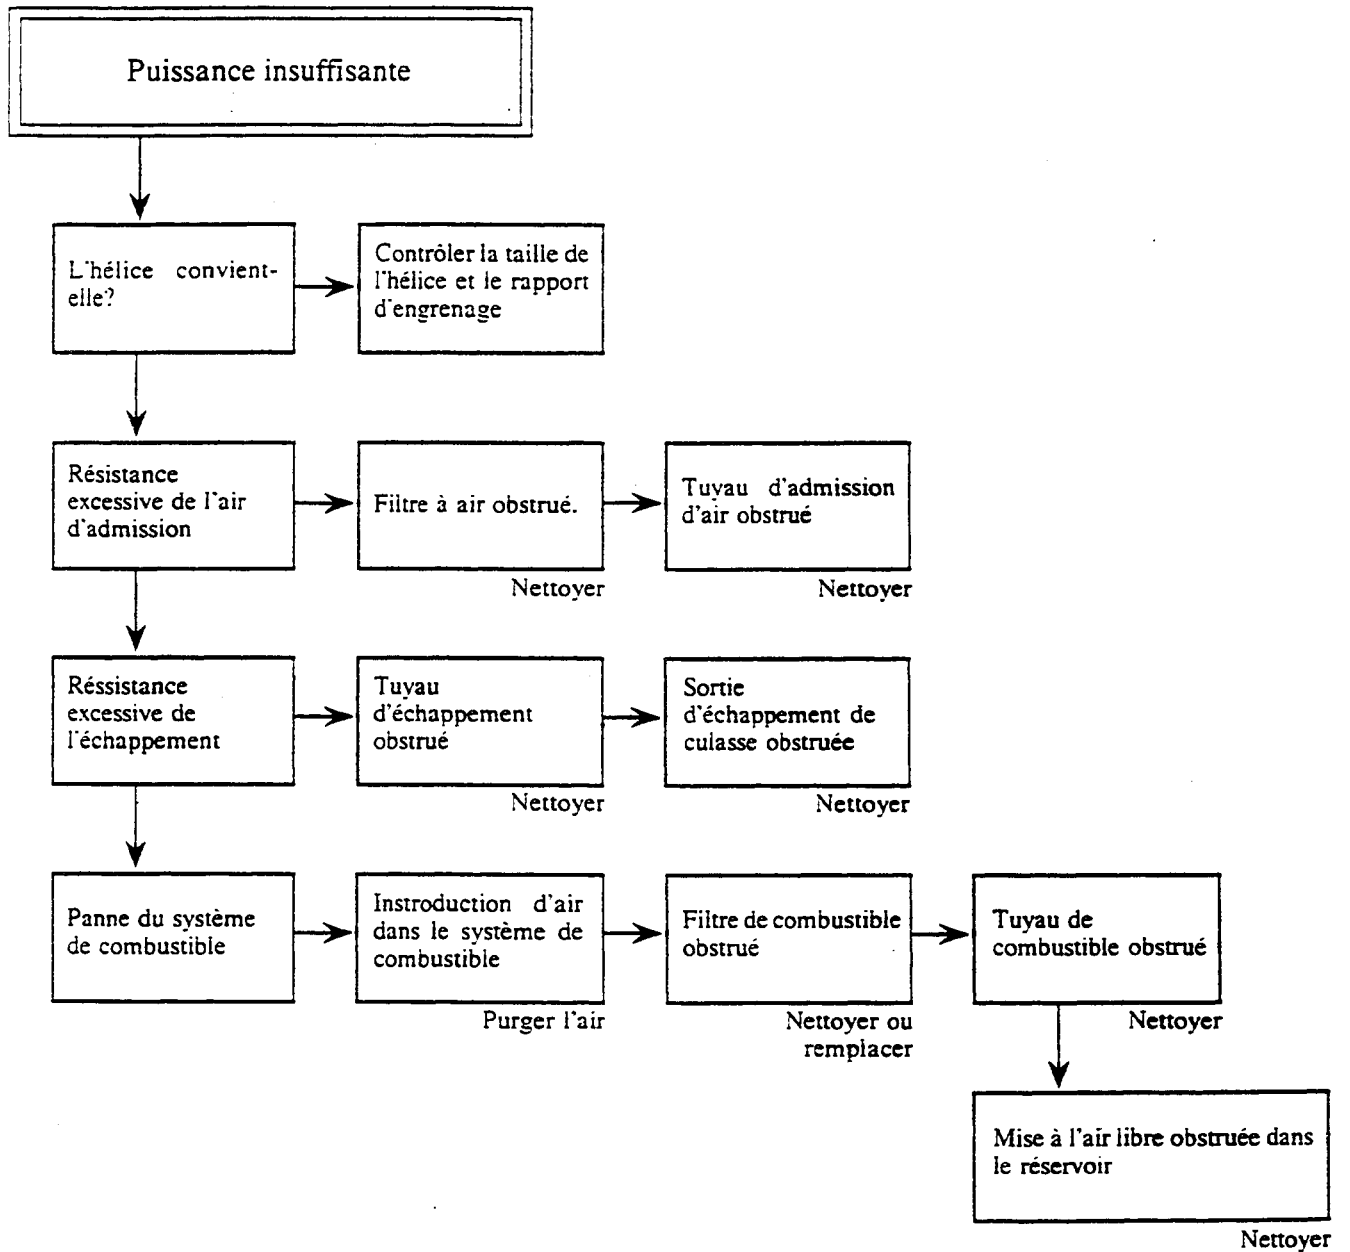 Puissance insuffisante
L'hélice convient-
elle?
Contrôler la taille de
l'hélice et le rapport
d'engrenage
Résistance
excessive de l'air
d'admission
Filtre à air obstrué.
Nettoyer
Tuyau d'admission
d'air obstrué
Nettoyer
Réssistance
excessive de
l'échappement
Tuyau
d'échappement
obstrué
Nettoyer
Sortie
d'échappement de
culasse obstruée
Nettoyer
Panne du système
de combustible
Instroduction d'air
dans le système de
combustible
Purger l'air
Filtre de combustible
obstrué
Nettoyer ou
remplacer
Tuyau de
combustible obstrué
Nettoyer
Mise à l'air libre obstruée dans
le réservoir
Nettoyer